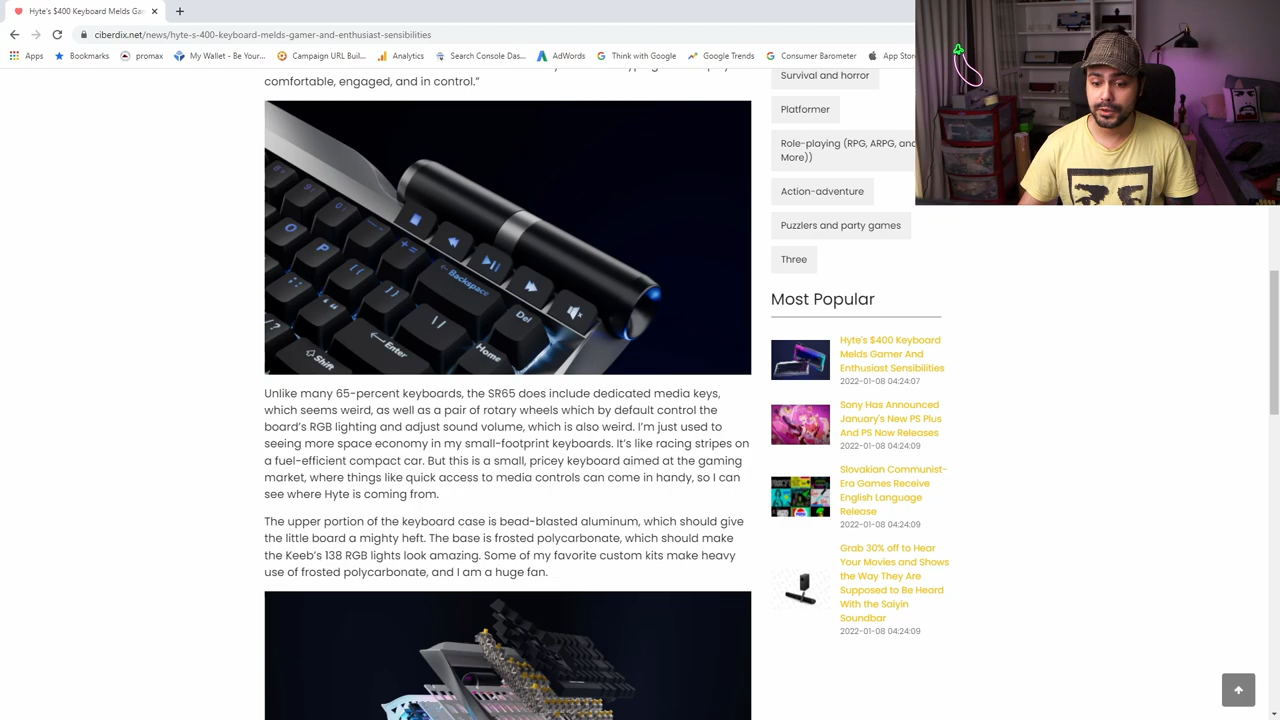 Hyte's $400 Keyboard Melds Gam
ciberdix.net/news/hyte-s-400-keyboard-melds-gamer-and-enthusiast-sensibilities
Apps
Bookmarks
promax
My Wallet - Be Your...
Campaign URL Buil...
Analytics
Search Console Das...
AdWords
Think with Google
Google Trends
Consumer Barometer
App Store
comfortable, engaged, and in control."
Backspace
Enter
Shift
Del
Home
O
P
Unlike many 65-percent keyboards, the SR65 does include dedicated media keys,
which seems weird, as well as a pair of rotary wheels which by default control the
board's RGB lighting and adjust sound volume, which is also weird. I'm just used to
seeing more space economy in my small-footprint keyboards. It's like racing stripes on
a fuel-efficient compact car. But this is a small, pricey keyboard aimed at the gaming
market, where things like quick access to media controls can come in handy, so I can
see where Hyte is coming from.
The upper portion of the keyboard case is bead-blasted aluminum, which should give
the little board a mighty heft. The base is frosted polycarbonate, which should make
the Keeb's 138 RGB lights look amazing. Some of my favorite custom kits make heavy
use of frosted polycarbonate, and I am a huge fan.
Survival and horror
Platformer
Role-playing (RPG, ARPG, and
More))
Action-adventure
Puzzlers and party games
Three
Most Popular
Hyte's $400 Keyboard
Melds Gamer And
Enthusiast Sensibilities
2022-01-08 04:24:07
Sony Has Announced
January's New PS Plus
And PS Now Releases
2022-01-08 04:24:09
Slovakian Communist-
Era Games Receive
English Language
Release
2022-01-08 04:24:09
Grab 30% off to Hear
Your Movies and Shows
the Way They Are
Supposed to Be Heard
With the Saiyin
Soundbar
2022-01-08 04:24:09